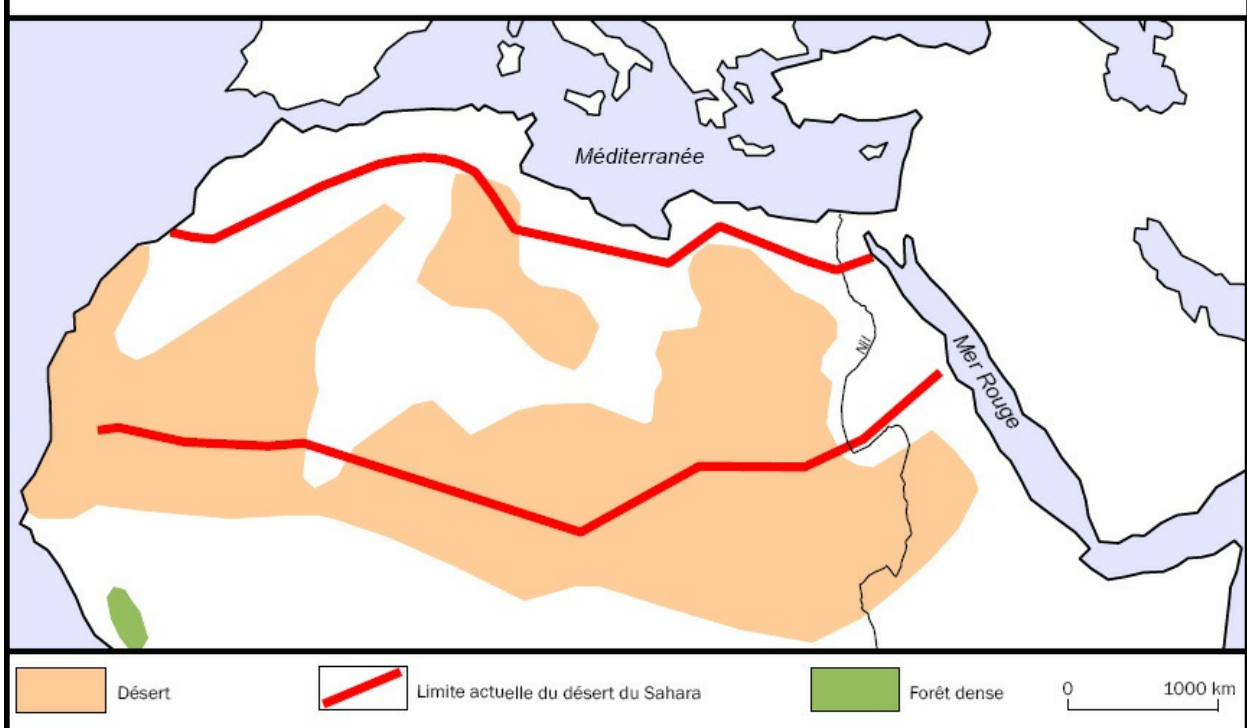 Méditerranée
Nil
Mer Rouge
Désert
Limite actuelle du désert du Sahara
Forêt dense
0 1000 km